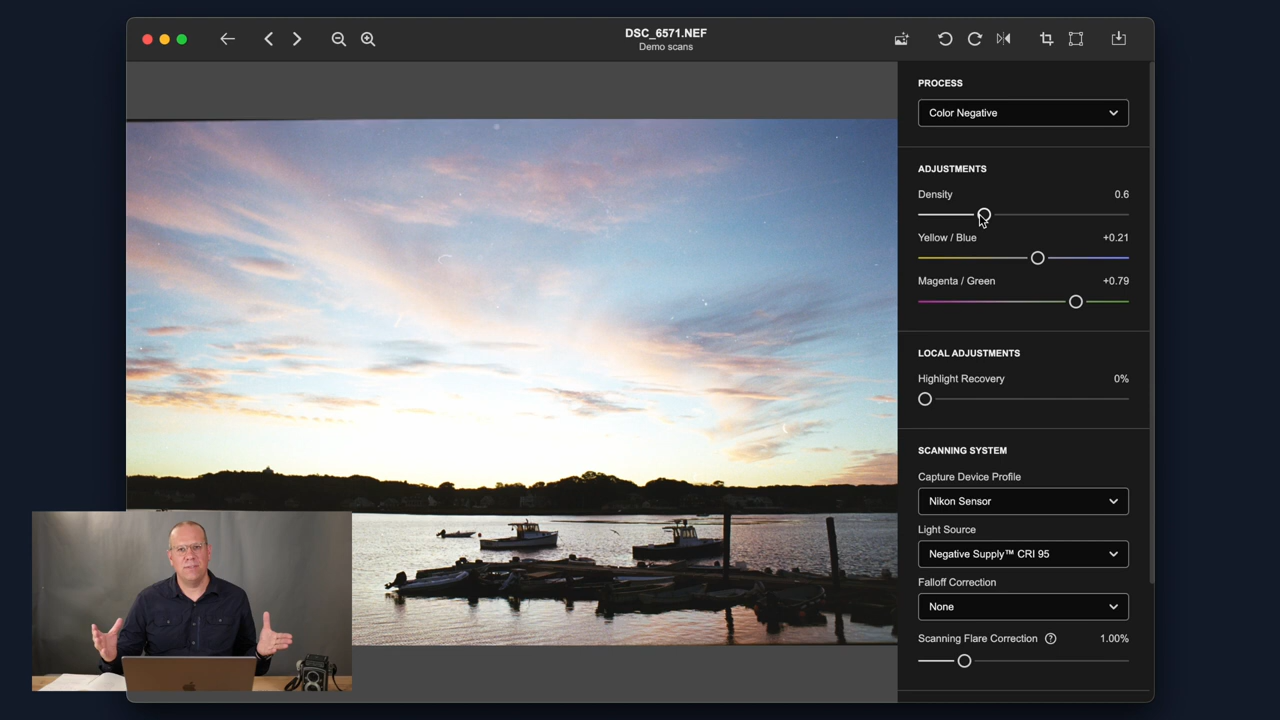 DSC_6571.NEF
Demo scans
PROCESS
Color Negative
ADJUSTMENTS
Density 0.6
Yellow / Blue +0.21
Magenta / Green +0.79
LOCAL ADJUSTMENTS
Highlight Recovery 0%
SCANNING SYSTEM
Capture Device Profile
Nikon Sensor
Light Source
Negative Supply™ CRI 95
Falloff Correction
None
Scanning Flare Correction ? 1.00%